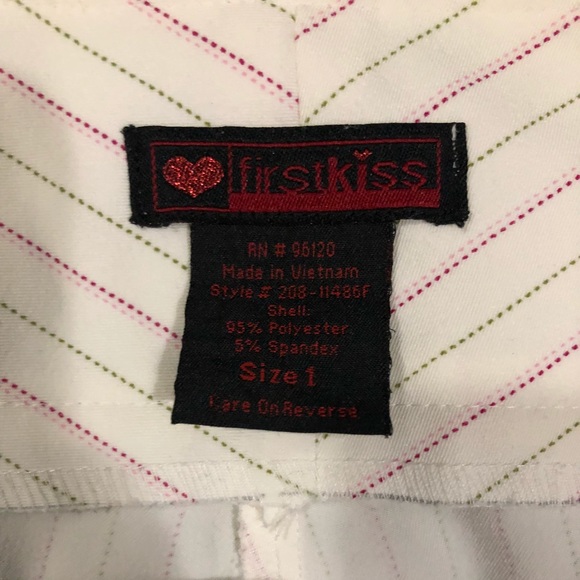 firstkiss
RN # 96120
Made in Vietnam
Style # 208-11486F
Shell:
95% Polyester
5% Spandex
Size 1
Care On Reverse